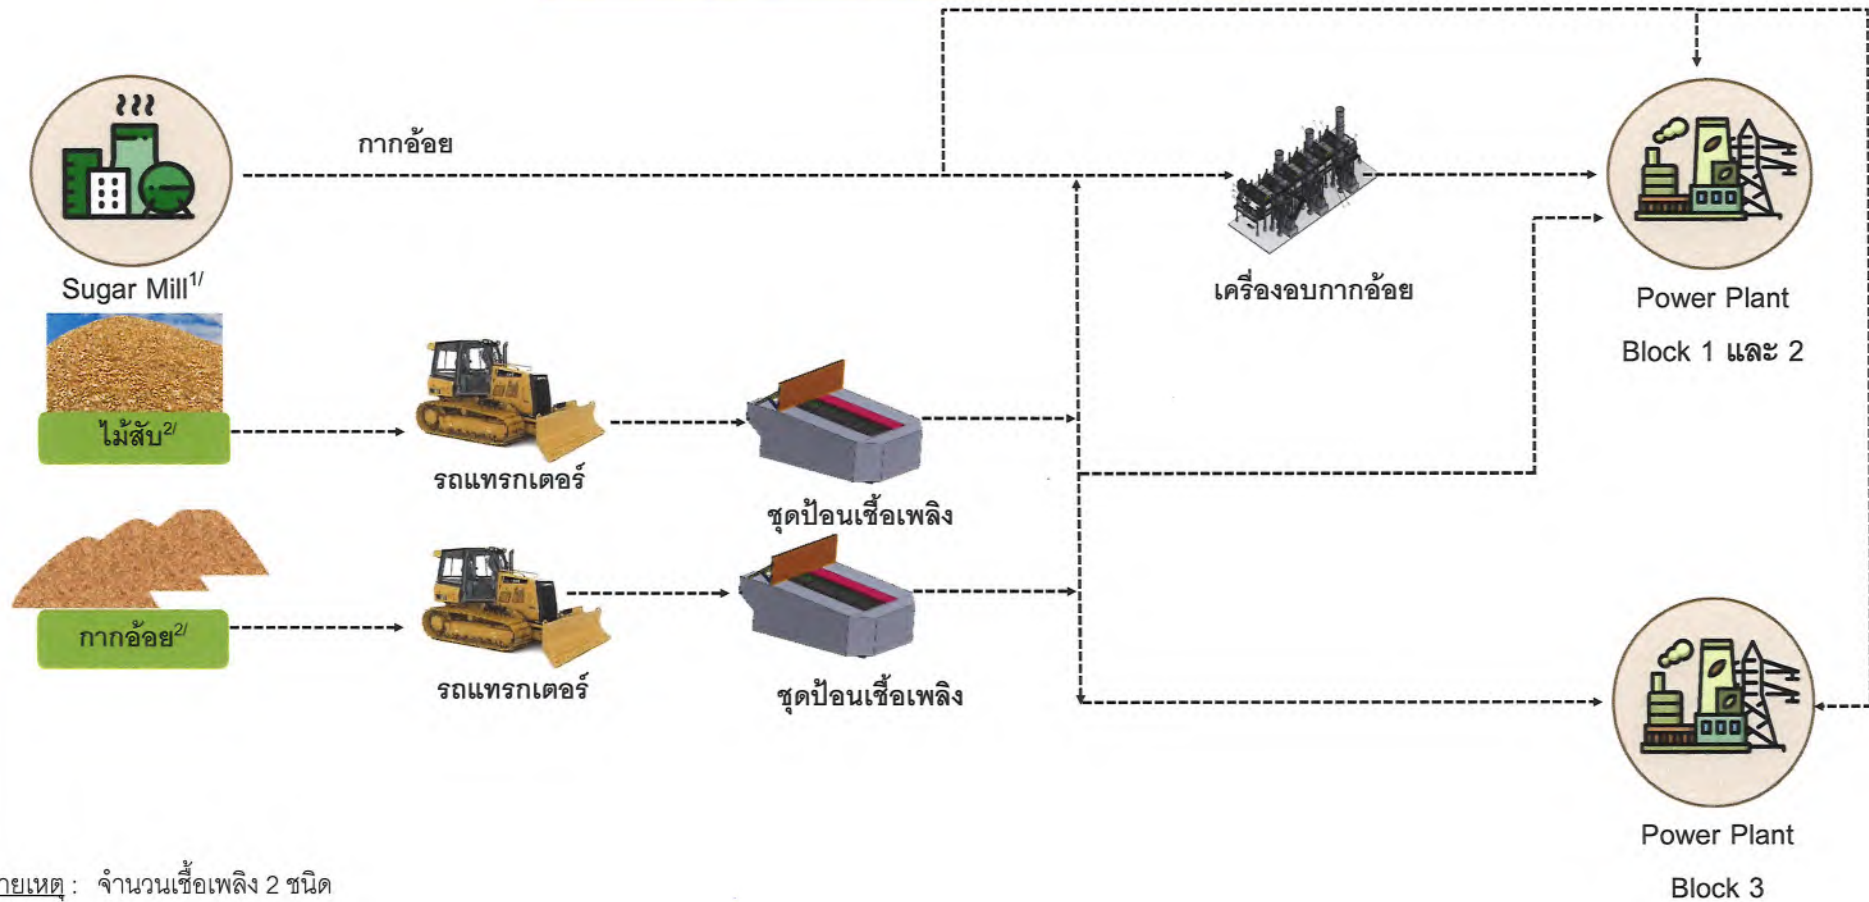 กากอ้อย
Sugar Mill1/
เครื่องอบกากอ้อย
Power Plant
Block 1 และ 2
ไม้สับ2/
รถแทรกเตอร์
ชุดป้อนเชื้อเพลิง
กากอ้อย2/
รถแทรกเตอร์
ชุดป้อนเชื้อเพลิง
Power Plant
Block 3
ายเหตุ : จำนวนเชื้อเพลิง 2 ชนิด